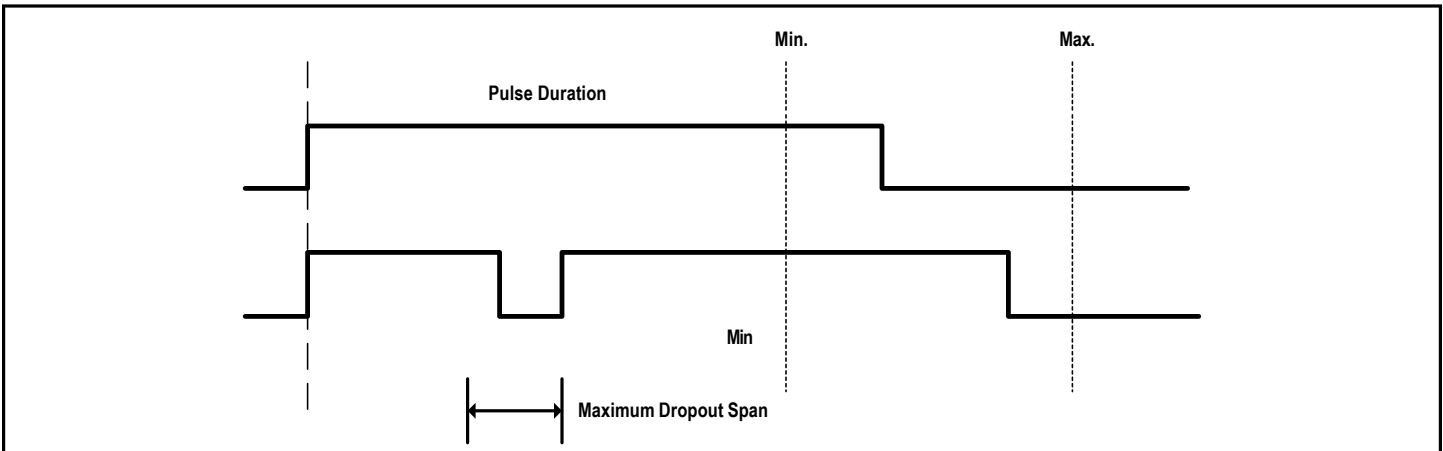 Min.
Max.
Pulse Duration
Min
Maximum Dropout Span